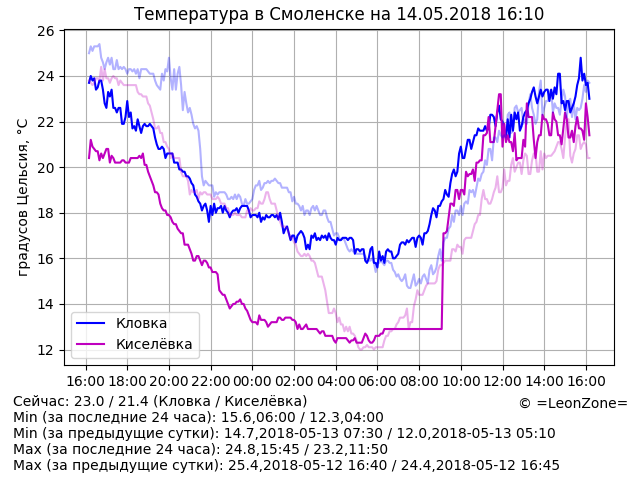 Температура в Смоленске на 14.05.2018 16:10
градусов Цельсия, °C
26
24
22
20
18
16
14
12
Кловка
Киселёвка
16:00 18:00 20:00 22:00 00:00 02:00 04:00 06:00 08:00 10:00 12:00 14:00 16:00
Сейчас: 23.0 / 21.4 (Кловка / Киселёвка)
© =LeonZone=
Min (за последние 24 часа): 15.6,06:00 / 12.3,04:00
Min (за предыдущие сутки): 14.7,2018-05-13 07:30 / 12.0,2018-05-13 05:10
Max (за последние 24 часа): 24.8,15:45 / 23.2,11:50
Max (за предыдущие сутки): 25.4,2018-05-12 16:40 / 24.4,2018-05-12 16:45